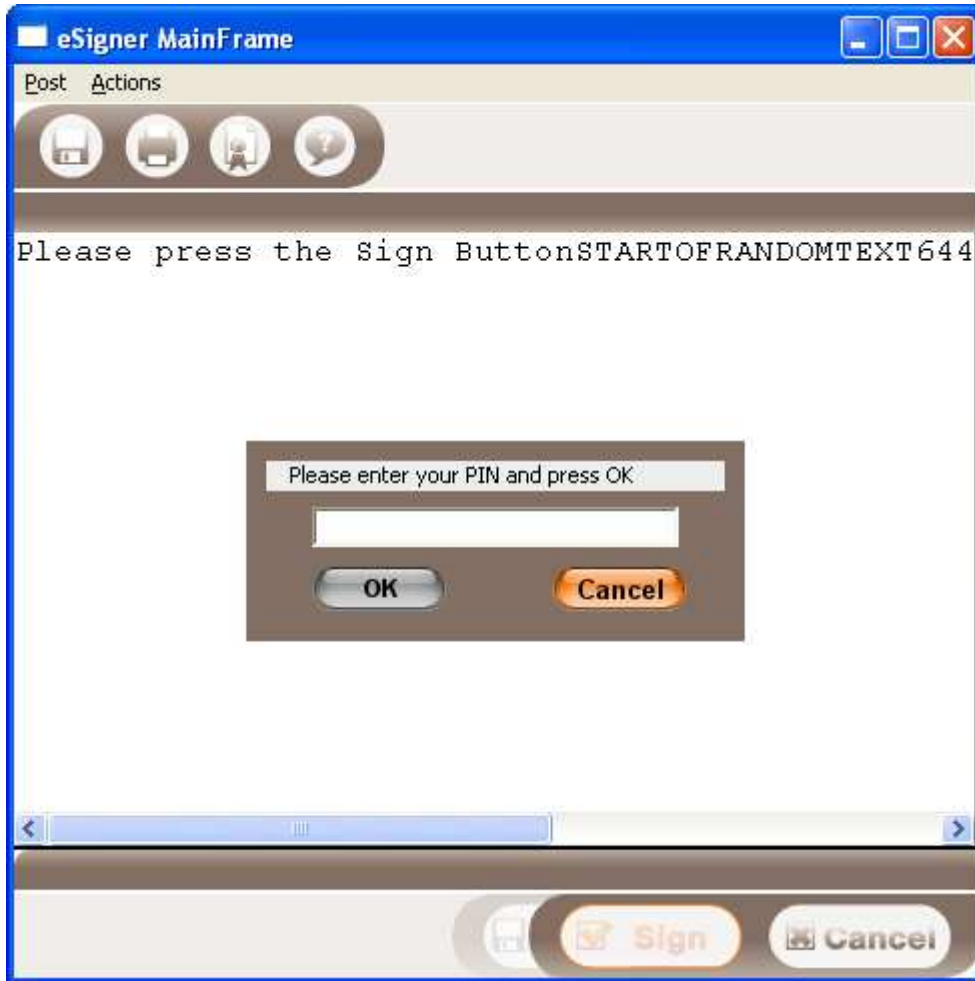 eSigner MainFrame
Post Actions
Please press the Sign ButtonSTARTOFRANDOMTEXT644
Please enter your PIN and press OK
OK Cancel
Sign Cancel